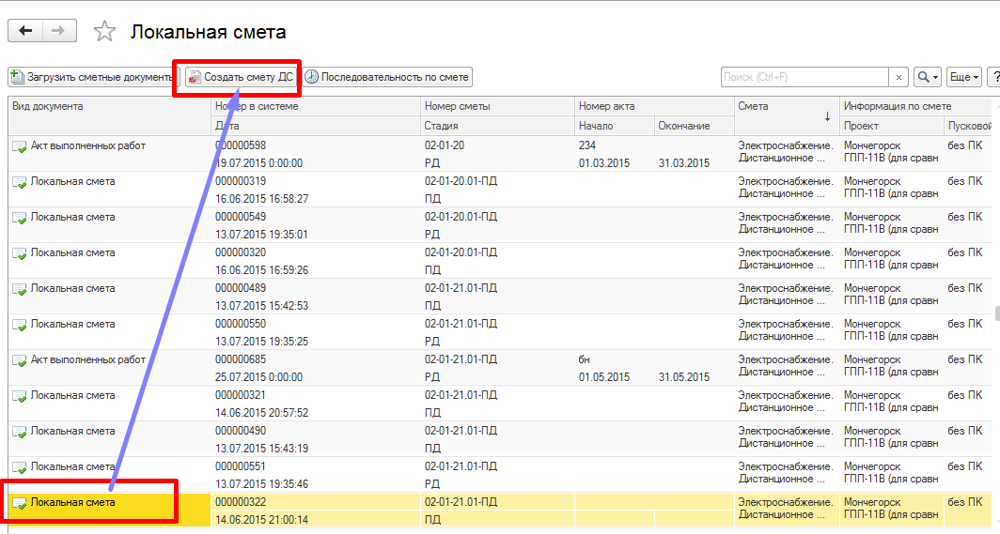 Локальная смета
Загрузить сметные документы Создать смету ДС Последовательность по смете Поиск (Ctrl+F) × Еще ?
Вид документа Номер в системе Номер сметы Номер акта Смета Информация по смете
Дата Стадия Начало Окончание Проект Пусковой
Акт выполненных работ 000000598 02-01-20 234 Электроснабжение. Мончегорск без ПК
19.07.2015 0:00:00 РД 01.03.2015 31.03.2015 Дистанционное ... ГПП-11В (для сравн
Локальная смета 000000319 02-01-20.01-ПД Электроснабжение. Мончегорск без ПК
16.06.2015 16:58:27 ПД Дистанционное ... ГПП-11В (для сравн
Локальная смета 000000549 02-01-20.01-ПД Электроснабжение. Мончегорск без ПК
13.07.2015 19:35:01 РД Дистанционное ... ГПП-11В (для сравн
Локальная смета 000000320 02-01-20.01-ПД Электроснабжение. Мончегорск без ПК
16.06.2015 16:59:26 ПД Дистанционное ... ГПП-11В (для сравн
Локальная смета 000000489 02-01-21.01-ПД Электроснабжение. Мончегорск без ПК
13.07.2015 15:42:53 ПД Дистанционное ... ГПП-11В (для сравн
Локальная смета 000000550 02-01-21.01-ПД Электроснабжение. Мончегорск без ПК
13.07.2015 19:35:25 РД Дистанционное ... ГПП-11В (для сравн
Акт выполненных работ 000000685 02-01-21.01-ПД бн Электроснабжение. Мончегорск без ПК
25.07.2015 0:00:00 РД 01.05.2015 31.05.2015 Дистанционное ... ГПП-11В (для сравн
Локальная смета 000000321 02-01-21.01-ПД Электроснабжение. Мончегорск без ПК
14.06.2015 20:57:52 ПД Дистанционное ... ГПП-11В (для сравн
Локальная смета 000000490 02-01-21.01-ПД Электроснабжение. Мончегорск без ПК
13.07.2015 15:43:19 ПД Дистанционное ... ГПП-11В (для сравн
Локальная смета 000000551 02-01-21.01-ПД Электроснабжение. Мончегорск без ПК
13.07.2015 19:35:46 РД Дистанционное ... ГПП-11В (для сравн
Локальная смета 000000322 02-01-21.01-ПД Электроснабжение. Мончегорск без ПК
14.06.2015 21:00:14 ПД Дистанционное ... ГПП-11В (для сравн